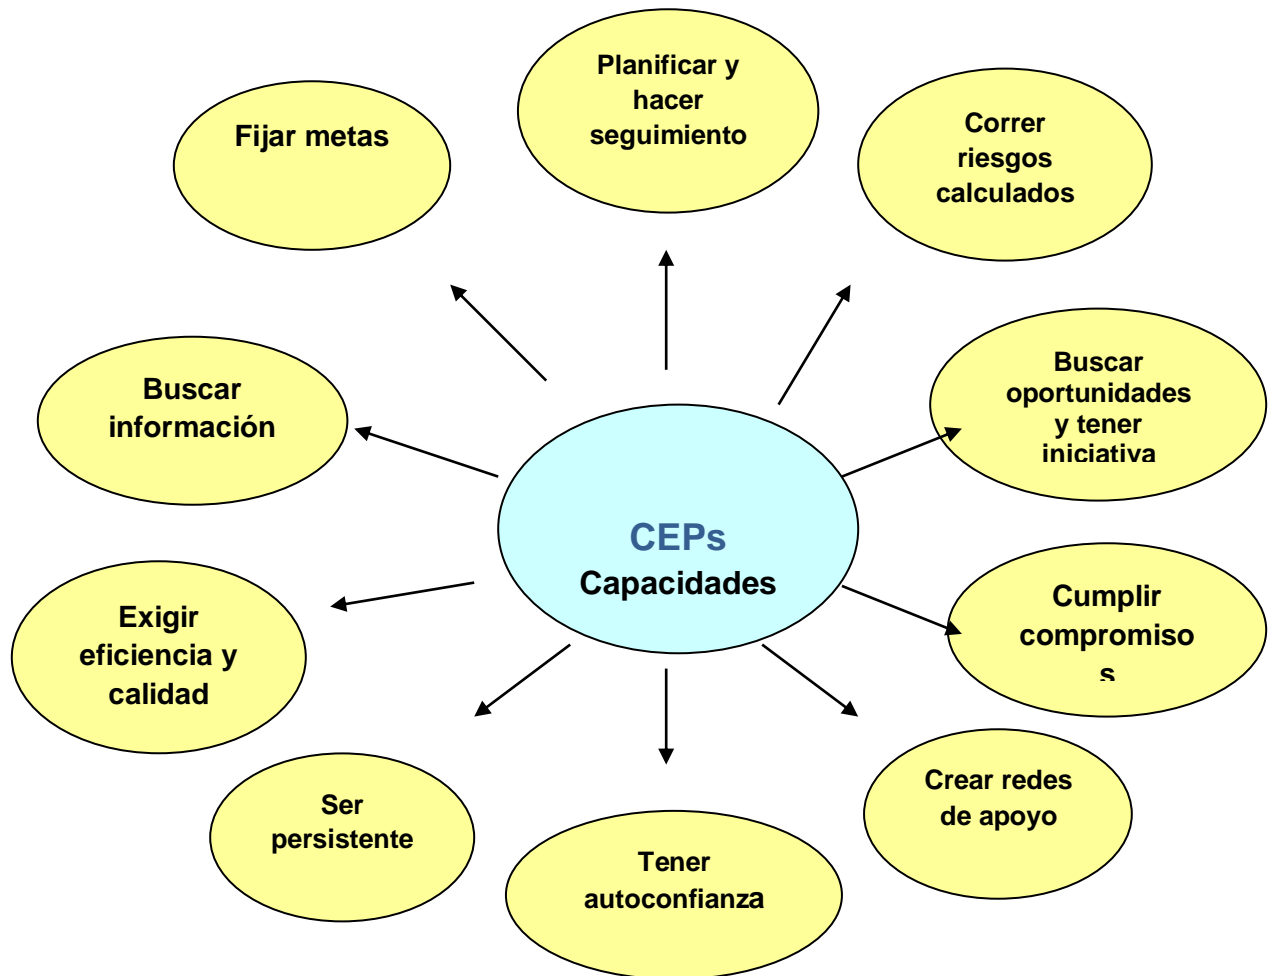 Planificar y
hacer
seguimiento
Fijar metas
Correr
riesgos
calculados
Buscar
información
Buscar
oportunidades
y tener
iniciativa
CEPs
Capacidades
Exigir
eficiencia y
calidad
Cumplir
compromiso
s
Ser
persistente
Tener
autoconfianza
Crear redes
de apoyo